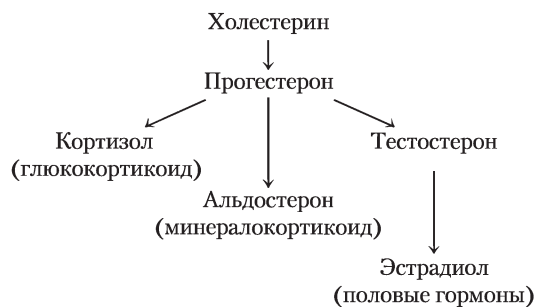 Холестерин
Прогестерон
Кортизол
(глюкокортикоид)
Альдостерон
(минералокортикоид)
Тестостерон
Эстрадиол
(половые гормоны)